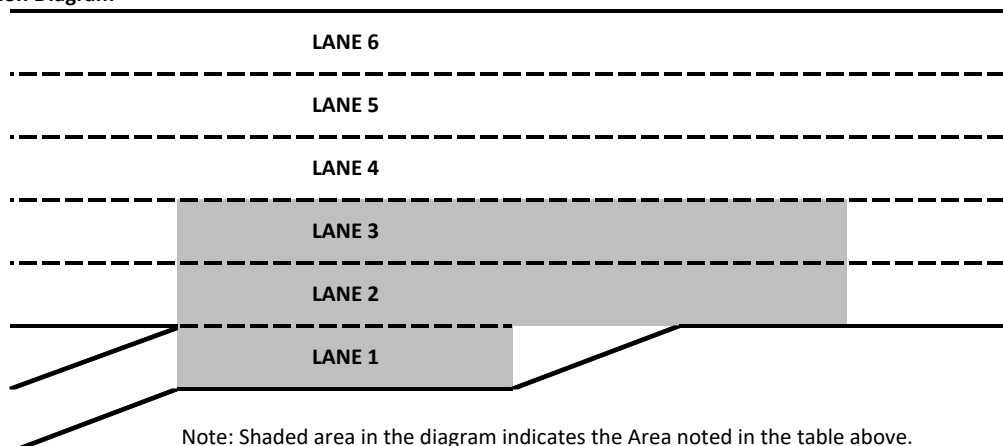 Diagram
LANE 6
LANE 5
LANE 4
LANE 3
LANE 2
LANE 1
Note: Shaded area in the diagram indicates the Area noted in the table above.